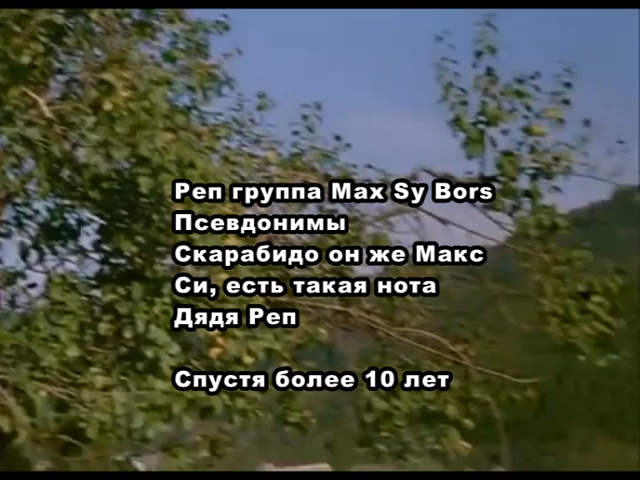 Реп группа Max Sy Bors
Псевдонимы
Скарабидо он же Макс
Си, есть такая нота
Дядя Реп
Спустя более 10 лет